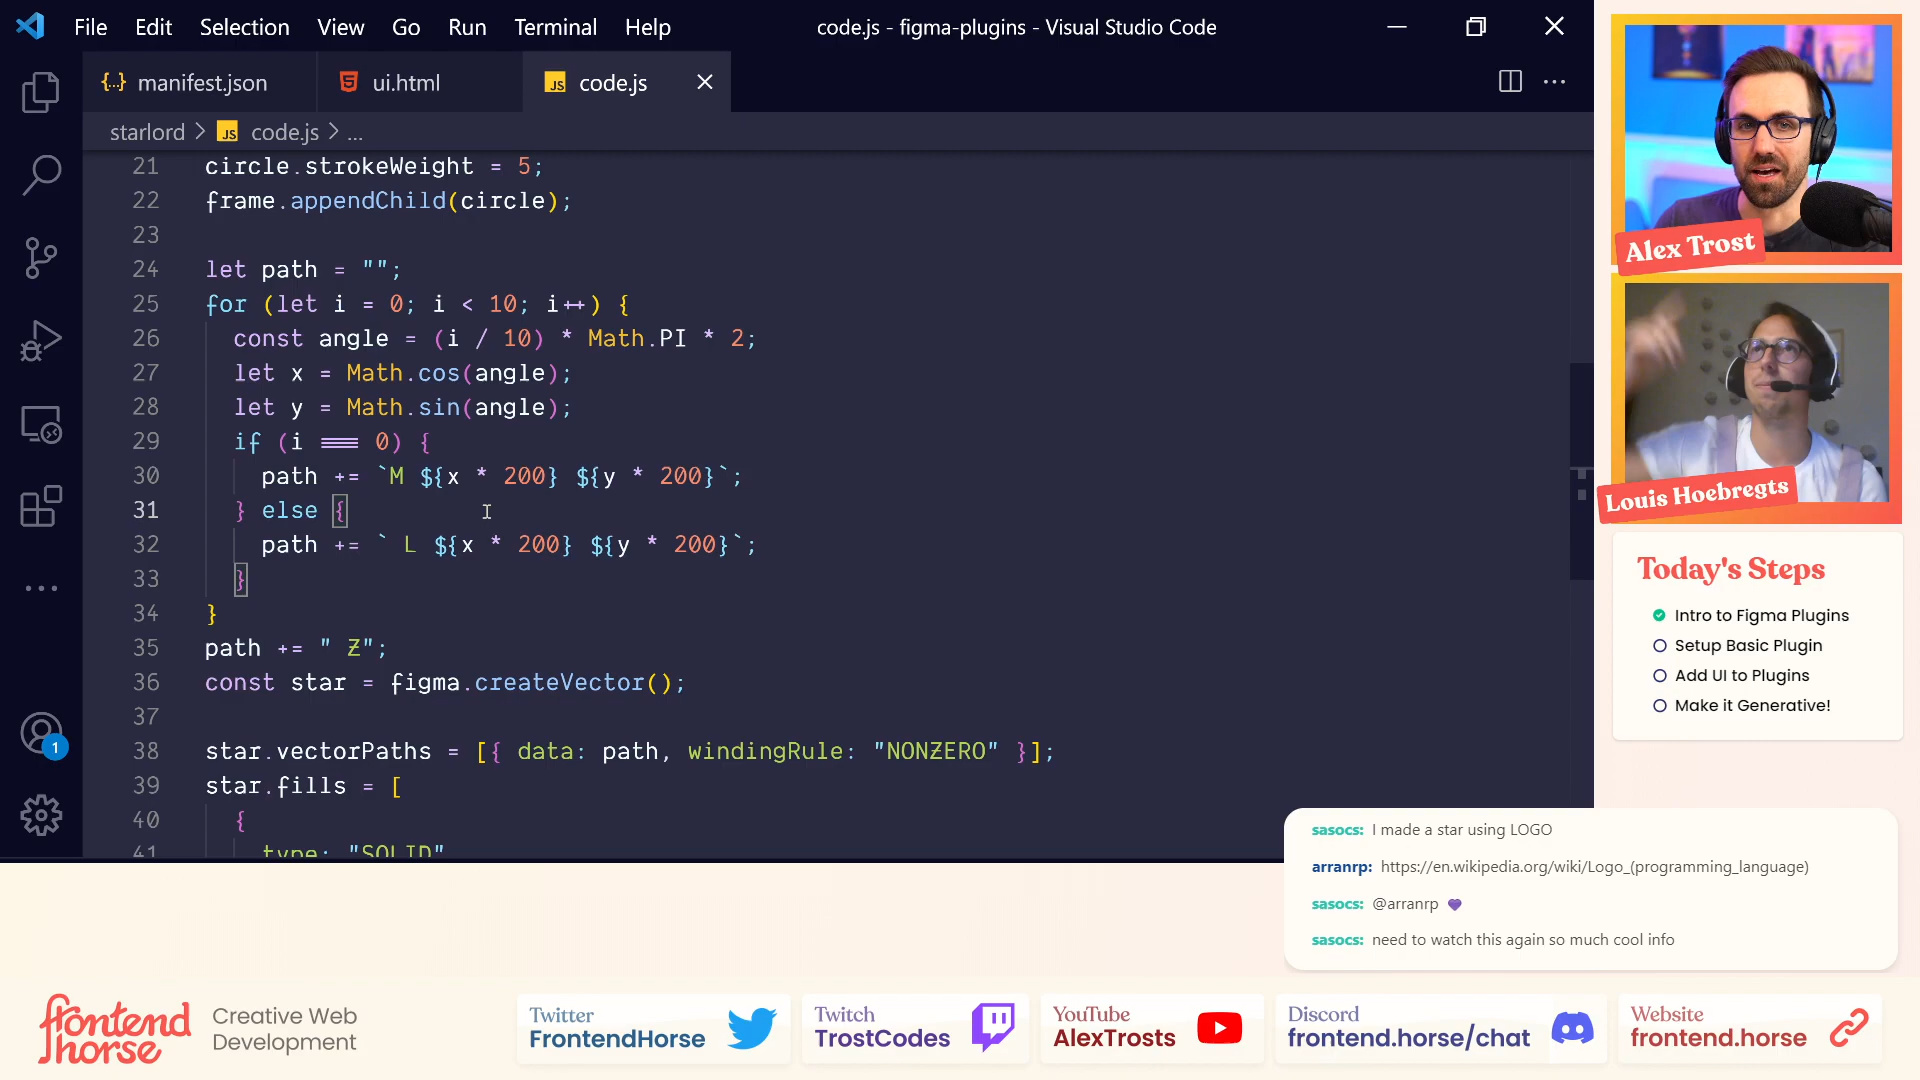 File Edit Selection View Go Run Terminal Help
code.js - figma-plugins - Visual Studio Code
manifest.json
ui.html
code.js
starlord > code.js > ...
21 circle.strokeWeight = 5;
22 frame.appendChild(circle);
23
24 let path = "";
25 for (let i = 0; i < 10; i++) {
26 const angle = (i / 10) * Math.PI * 2;
27 let x = Math.cos(angle);
28 let y = Math.sin(angle);
29 if (i === 0) {
30 path += `M ${x * 200} ${y * 200}`;
31 } else {
32 path += ` L ${x * 200} ${y * 200}`;
33 }
34 }
35 path += " Z";
36 const star = figma.createVector();
37
38 star.vectorPaths = [{ data: path, windingRule: "NONZERO" }];
39 star.fills = [
40 {
41 type: "SOLID"
1
Alex Trost
Louis Hoebregts
Today's Steps
Intro to Figma Plugins
Setup Basic Plugin
Add UI to Plugins
Make it Generative!
sasocs: I made a star using LOGO
arranrp: https://en.wikipedia.org/wiki/Logo_(programming_language)
sasocs: @arranrp 💜
sasocs: need to watch this again so much cool info
frontend
horse
Creative Web
Development
Twitter
FrontendHorse
Twitch
TrostCodes
YouTube
AlexTrosts
Discord
frontend.horse/chat
Website
frontend.horse